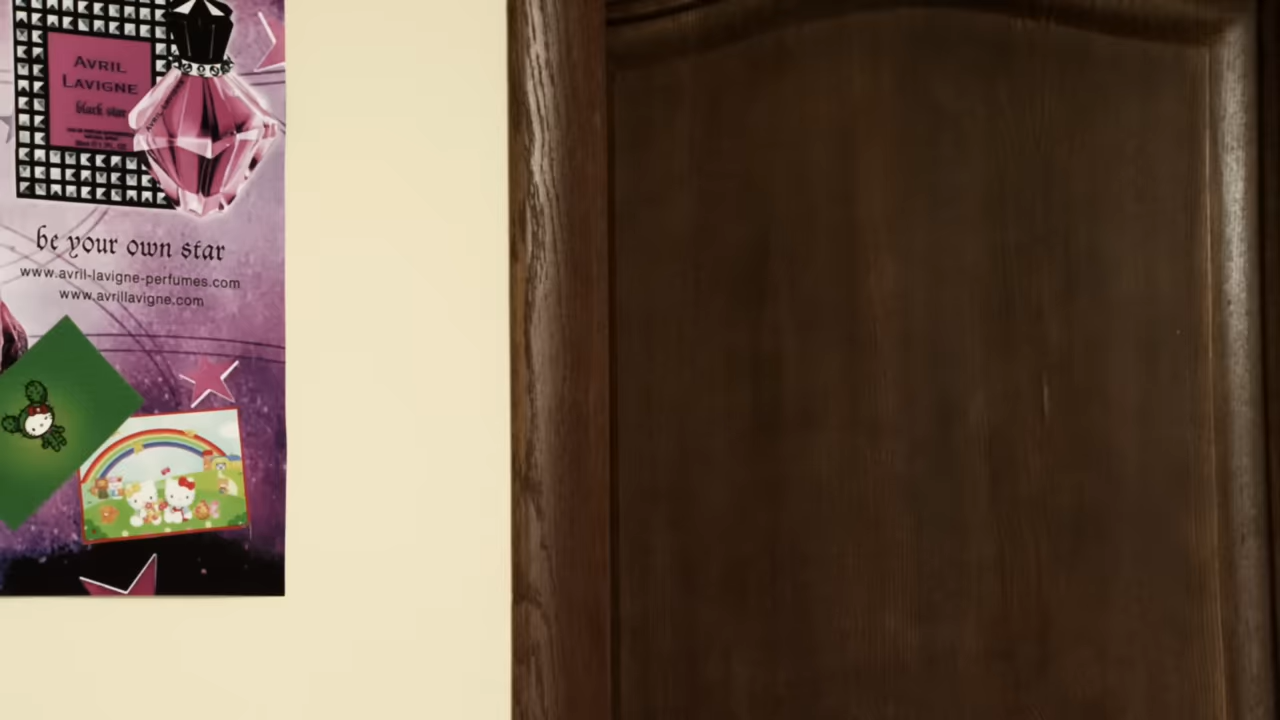 AVRIL
LAVIGNE
black star
be your own star
www.avril-lavigne-perfumes.com
www.avrillavigne.com